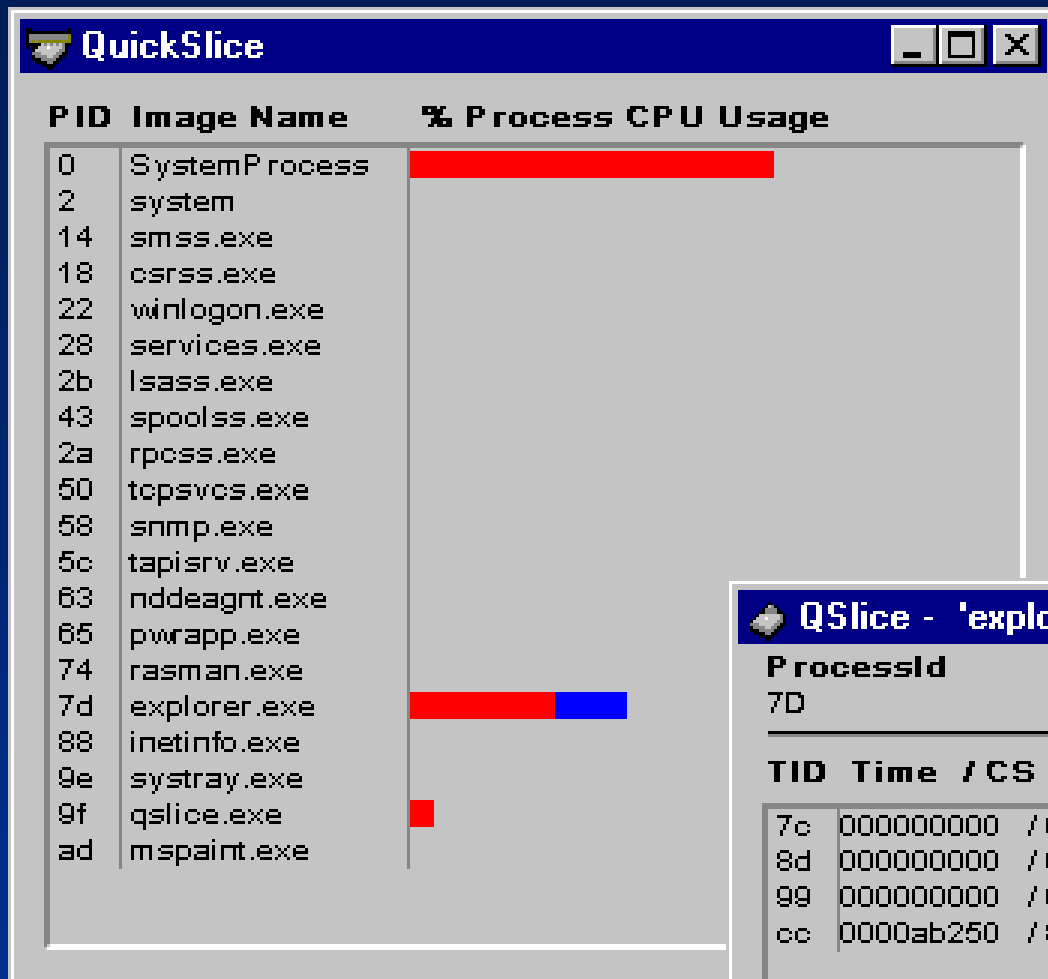 QuickSlice
PID Image Name % Process CPU Usage
0 SystemProcess
2 system
14 smss.exe
18 csrss.exe
22 winlogon.exe
28 services.exe
2b lsass.exe
43 spoolss.exe
2a rpcss.exe
50 tcpsvcs.exe
58 snmp.exe
5c tapisrv.exe
63 nddeagnt.exe
65 pwrapp.exe
74 rasman.exe
7d explorer.exe
88 inetinfo.exe
9e systray.exe
9f qslice.exe
ad mspaint.exe
QSlice - 'explo
ProcessId
7D
TID Time / CS
7c 000000000 /
8d 000000000 /
99 000000000 /
cc 0000ab250 /